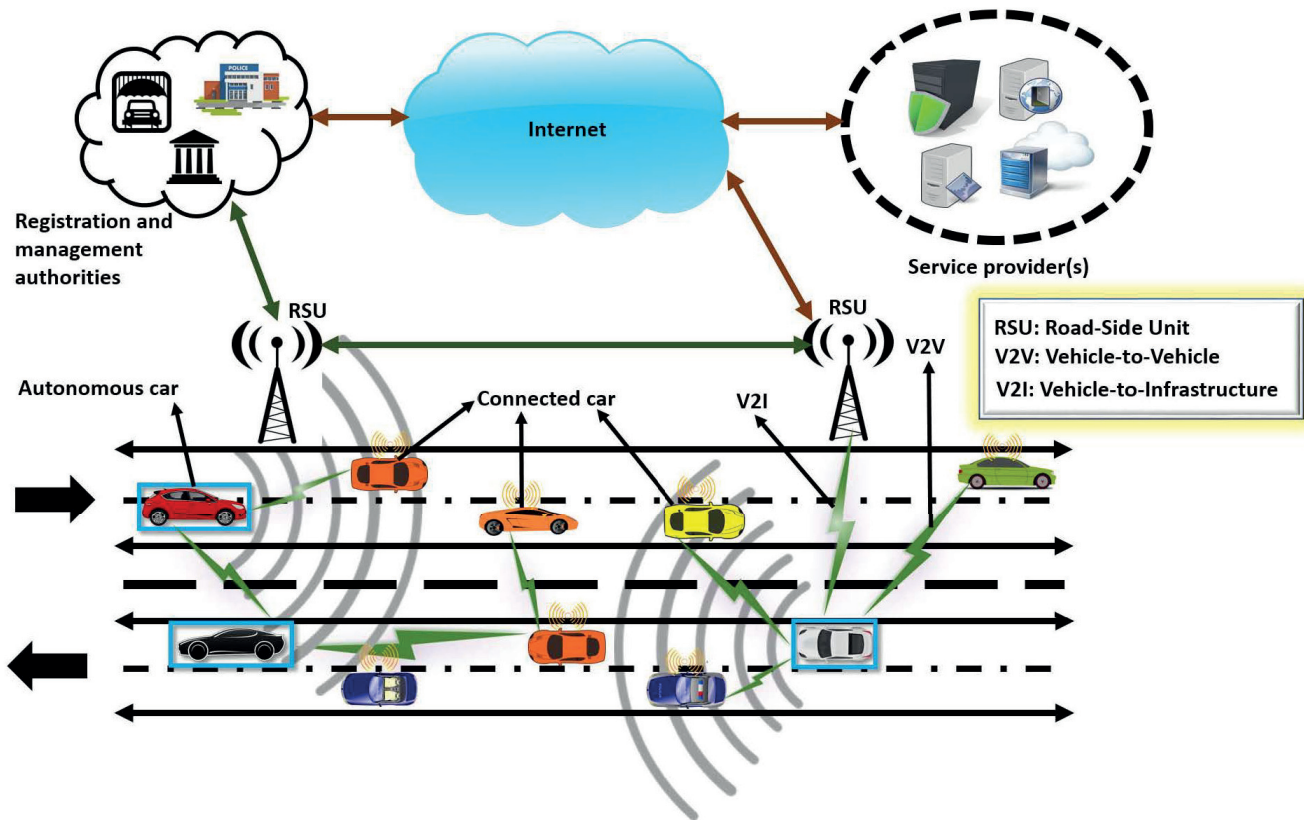 POLICE
Internet
Registration and
management
authorities
Service provider(s)
RSU
RSU
V2V
RSU: Road-Side Unit
V2V: Vehicle-to-Vehicle
V2I: Vehicle-to-Infrastructure
Autonomous car
Connected car
V2I